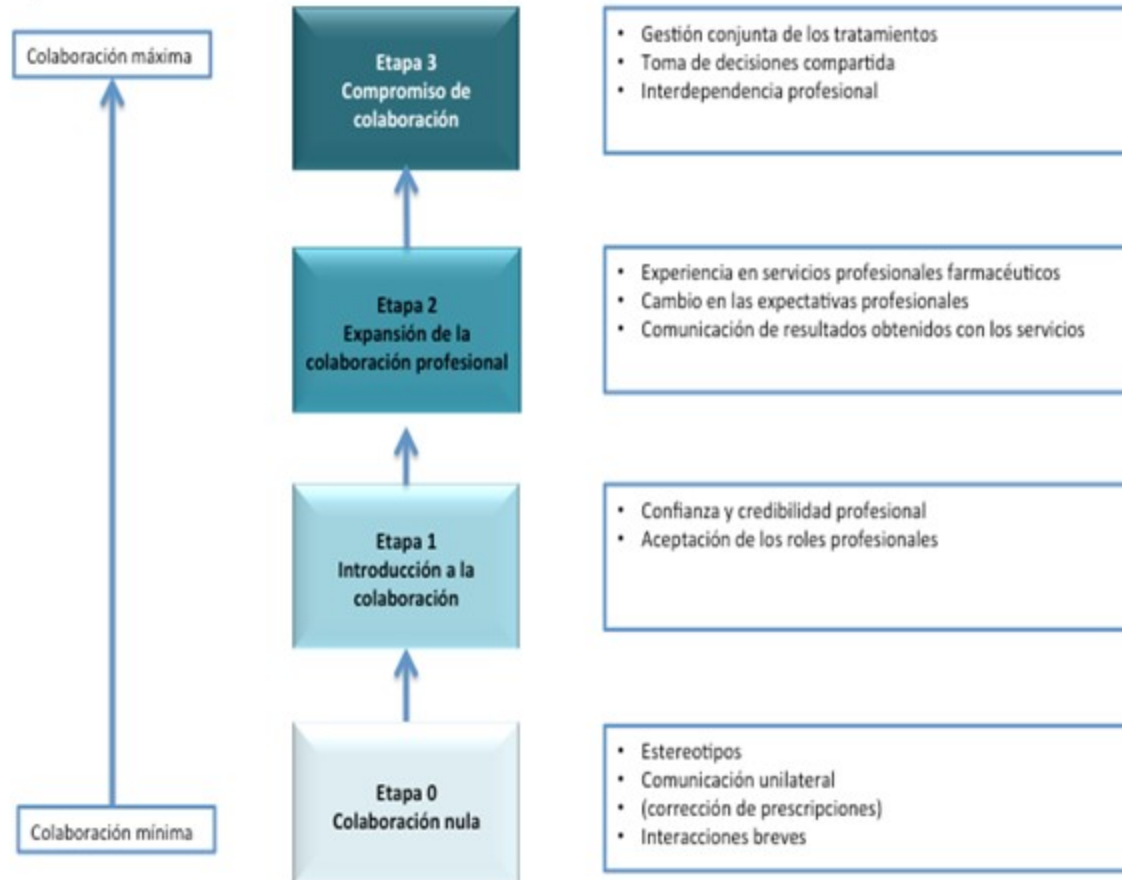 Colaboración máxima
Etapa 3
Compromiso de
colaboración
• Gestión conjunta de los tratamientos
• Toma de decisiones compartida
• Interdependencia profesional
Etapa 2
Expansión de la
colaboración profesional
• Experiencia en servicios profesionales farmacéuticos
• Cambio en las expectativas profesionales
• Comunicación de resultados obtenidos con los servicios
Etapa 1
Introducción a la
colaboración
• Confianza y credibilidad profesional
• Aceptación de los roles profesionales
Colaboración mínima
Etapa 0
Colaboración nula
• Estereotipos
• Comunicación unilateral
• (corrección de prescripciones)
• Interacciones breves